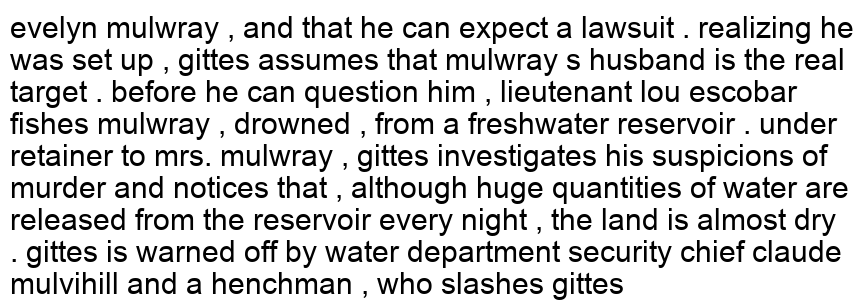 evelyn mulwray , and that he can expect a lawsuit . realizing he
was set up , gittes assumes that mulwray s husband is the real
target . before he can question him , lieutenant lou escobar
fishes mulwray , drowned , from a freshwater reservoir . under
retainer to mrs. mulwray , gittes investigates his suspicions of
murder and notices that , although huge quantities of water are
released from the reservoir every night , the land is almost dry
. gittes is warned off by water department security chief claude
mulvihill and a henchman , who slashes gittes